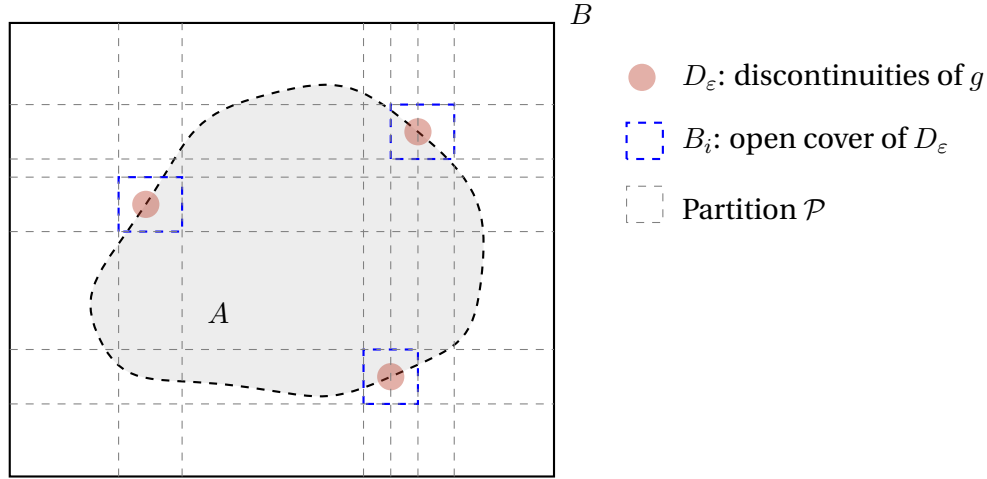 B
D_ε: discontinuities of g
B_i: open cover of D_ε
Partition 𝒫
A